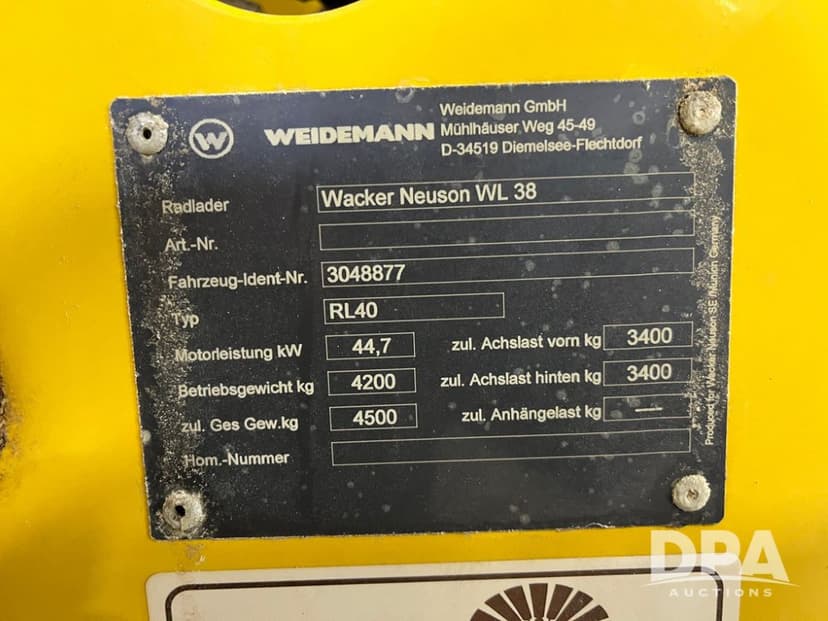 W WEIDEMANN
Weidemann GmbH
Mühlhäuser Weg 45-49
D-34519 Diemelsee-Flechtdorf
Radlader Wacker Neuson WL 38
Art.-Nr.
Fahrzeug-Ident-Nr. 3048877
Typ RL40
Motorleistung kW 44,7 zul. Achslast vorn kg 3400
Betriebsgewicht kg 4200 zul. Achslast hinten kg 3400
zul. Ges Gew.kg 4500 zul. Anhängelast kg —
Hom.-Nummer
Produced for Wacker Neuson SE München Germany
DPA
AUCTIONS